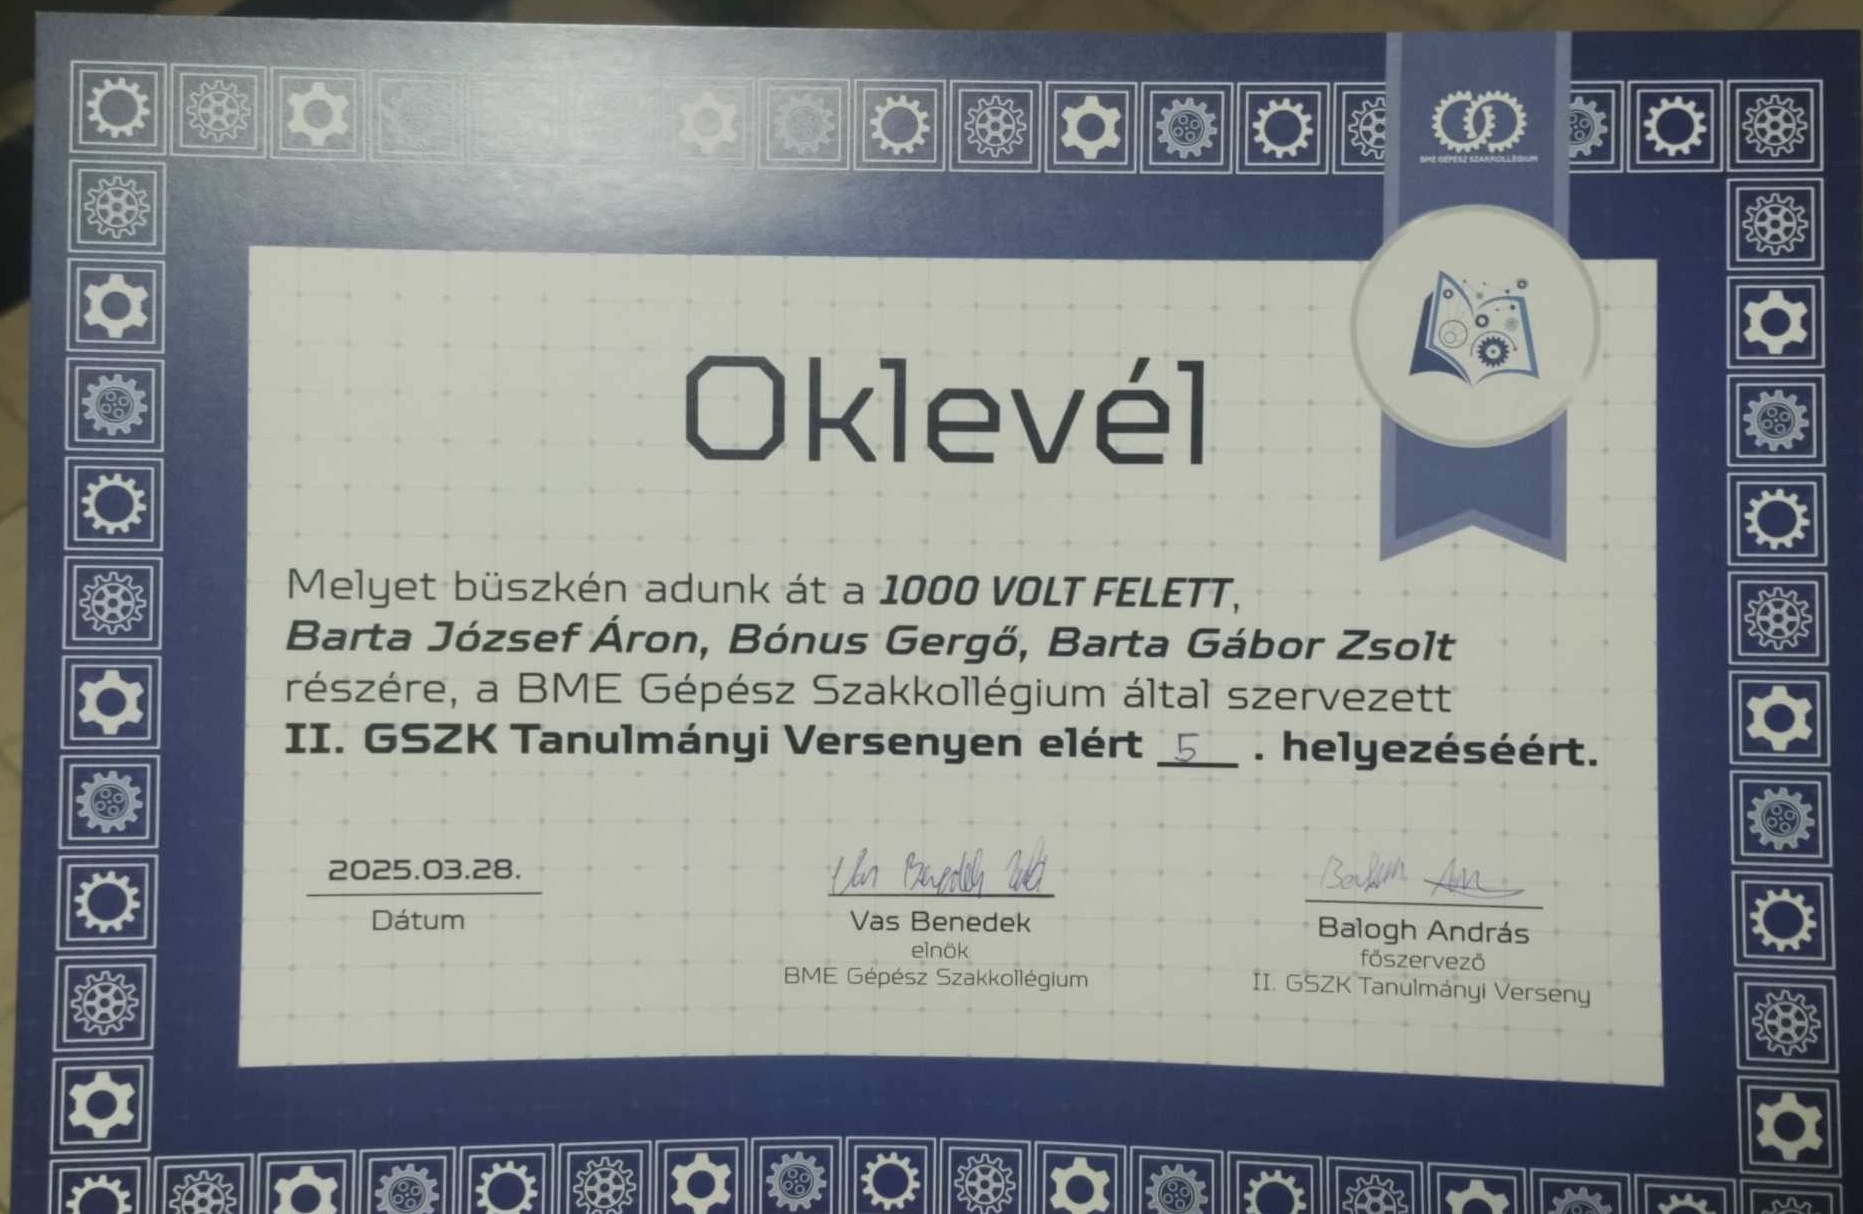 BME GÉPÉSZ SZAKKOLLÉGIUM
Oklevél
Melyet büszkén adunk át a 1000 VOLT FELETT,
Barta József Áron, Bónus Gergő, Barta Gábor Zsolt
részére, a BME Gépész Szakkollégium által szervezett
II. GSZK Tanulmányi Versenyen elért 5 . helyezéséért.
2025.03.28.
Dátum
Vas Benedek
elnök
BME Gépész Szakkollégium
Balogh András
főszervező
II. GSZK Tanulmányi Verseny